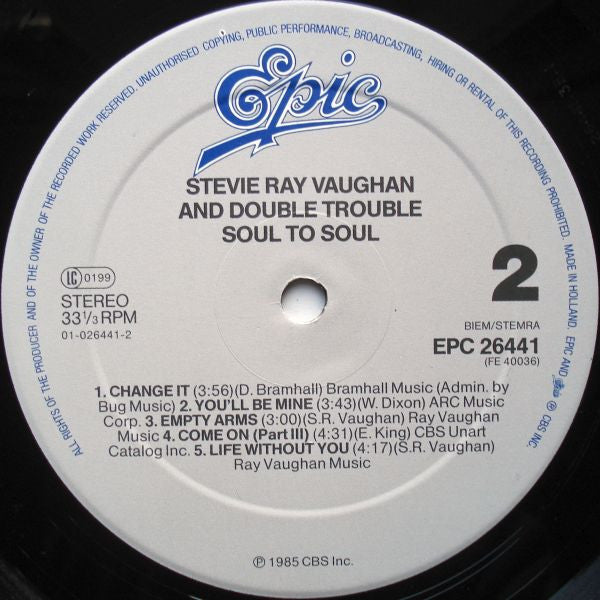 ALL RIGHTS OF THE PRODUCER AND OF THE OWNER OF THE RECORDED WORK RESERVED. UNAUTHORISED COPYING, PUBLIC PERFORMANCE, BROADCASTING, HIRING OR RENTAL OF THIS RECORDING PROHIBITED. MADE IN HOLLAND. EPIC AND Epic ℗ CBS INC.
Epic
STEVIE RAY VAUGHAN
AND DOUBLE TROUBLE
SOUL TO SOUL
LC 0199
STEREO
33⅓ RPM
01-026441-2
2
BIEM/STEMRA
EPC 26441
(FE 40036)
1. CHANGE IT (3:56)(D. Bramhall) Bramhall Music (Admin. by
Bug Music) 2. YOU'LL BE MINE (3:43)(W. Dixon) ARC Music
Corp. 3. EMPTY ARMS (3:00)(S.R. Vaughan) Ray Vaughan
Music 4. COME ON (Part III) (4:31)(E. King) CBS Unart
Catalog Inc. 5. LIFE WITHOUT YOU (4:17)(S.R. Vaughan)
Ray Vaughan Music
℗ 1985 CBS Inc.